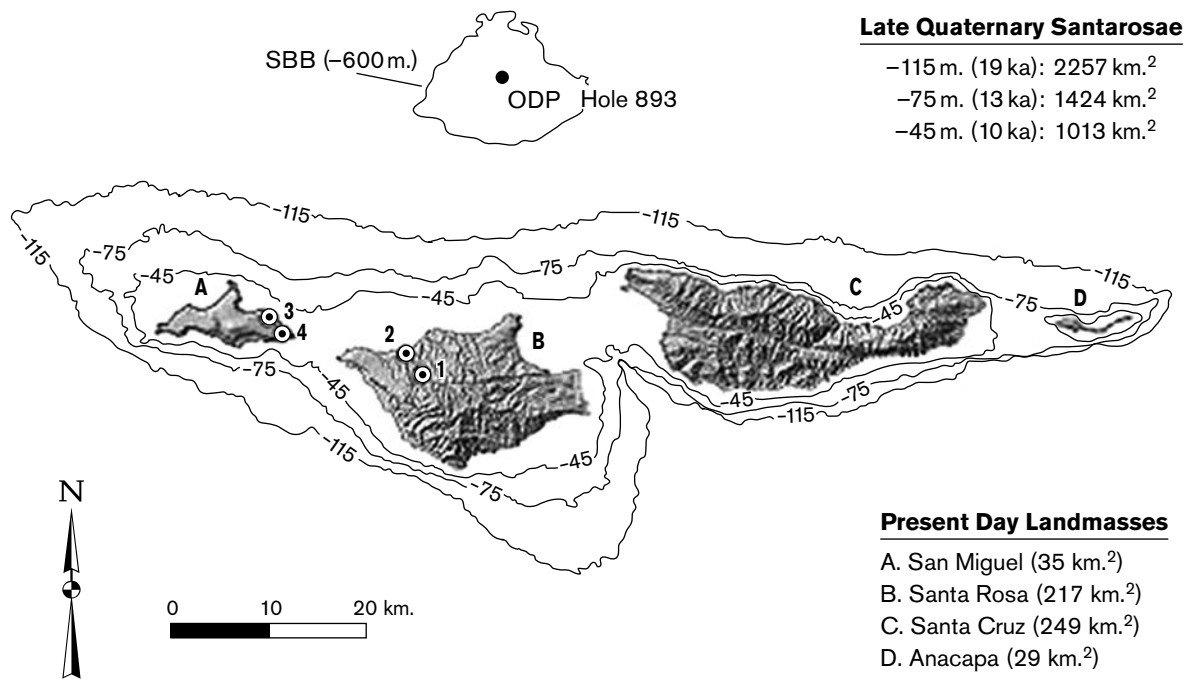 SBB (–600 m.)
ODP Hole 893
Late Quaternary Santarosae
–115 m. (19 ka): 2257 km.²
–75 m. (13 ka): 1424 km.²
–45 m. (10 ka): 1013 km.²
–115
–115
–115
–75
–75
–45
–45
–115
–75
A
B
C
D
–45
3
4
2
1
–75
–45
–45
–75
–115
–115
–45
–75
N
0 10 20 km.
Present Day Landmasses
A. San Miguel (35 km.²)
B. Santa Rosa (217 km.²)
C. Santa Cruz (249 km.²)
D. Anacapa (29 km.²)